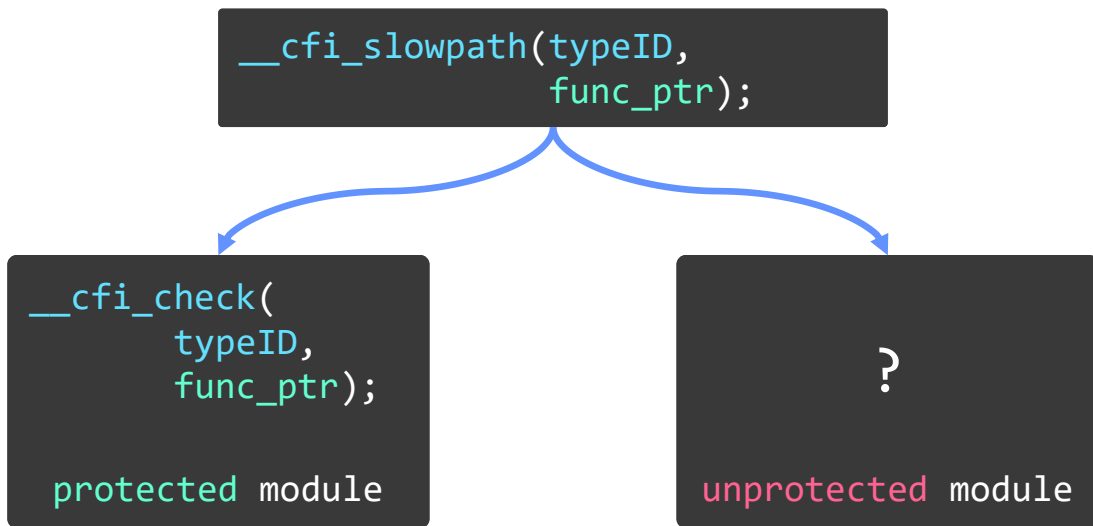 __cfi_slowpath(typeID,
func_ptr);
__cfi_check(
typeID,
func_ptr);
protected module
?
unprotected module